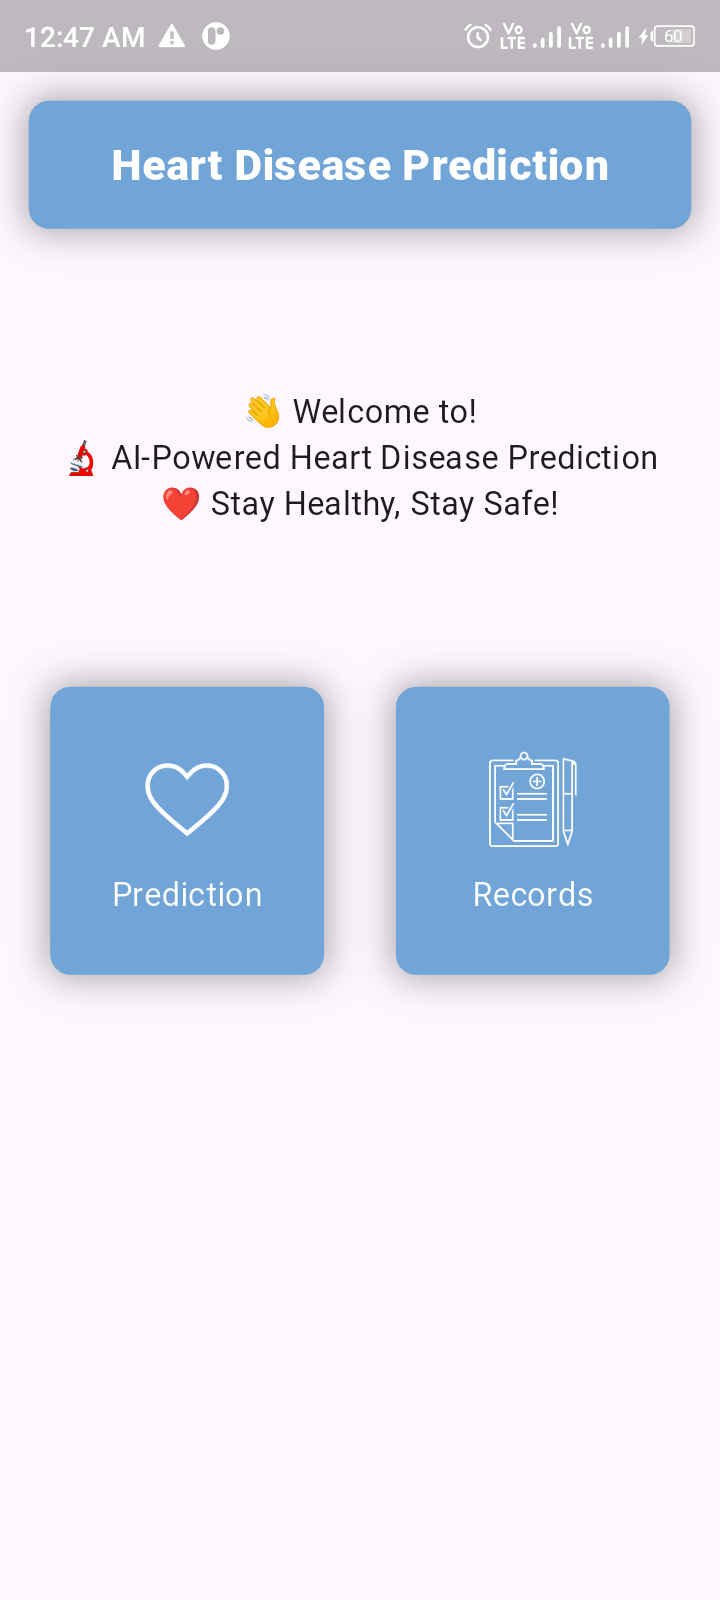 12:47 AM Vo LTE Vo LTE 60
Heart Disease Prediction
👋 Welcome to!
🔬 AI-Powered Heart Disease Prediction
❤️ Stay Healthy, Stay Safe!
Prediction Records